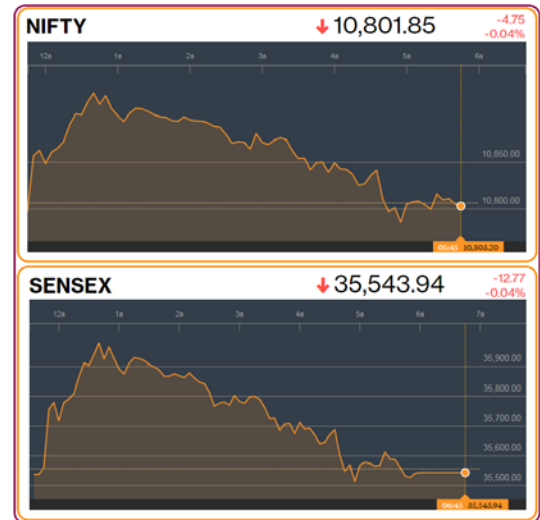 NIFTY 10,801.85 -4.75
-0.04%
12a 1a 2a 3a 4a 5a 6a
10,850.00
10,800.00
06:45 10,803.20
SENSEX 35,543.94 -12.77
-0.04%
12a 1a 2a 3a 4a 5a 6a 7a
35,900.00
35,800.00
35,700.00
35,600.00
35,500.00
06:45 35,543.94